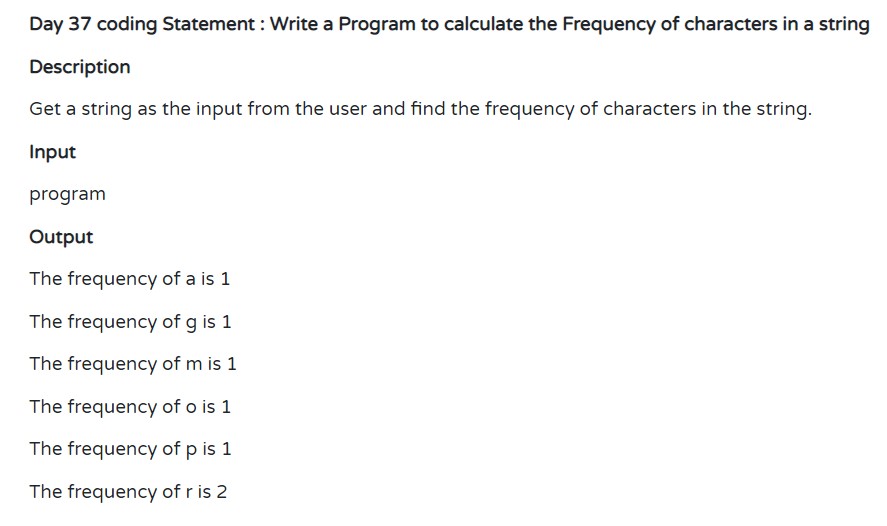 Day 37 coding Statement : Write a Program to calculate the Frequency of characters in a string
Description
Get a string as the input from the user and find the frequency of characters in the string.
Input
program
Output
The frequency of a is 1
The frequency of g is 1
The frequency of m is 1
The frequency of o is 1
The frequency of p is 1
The frequency of r is 2